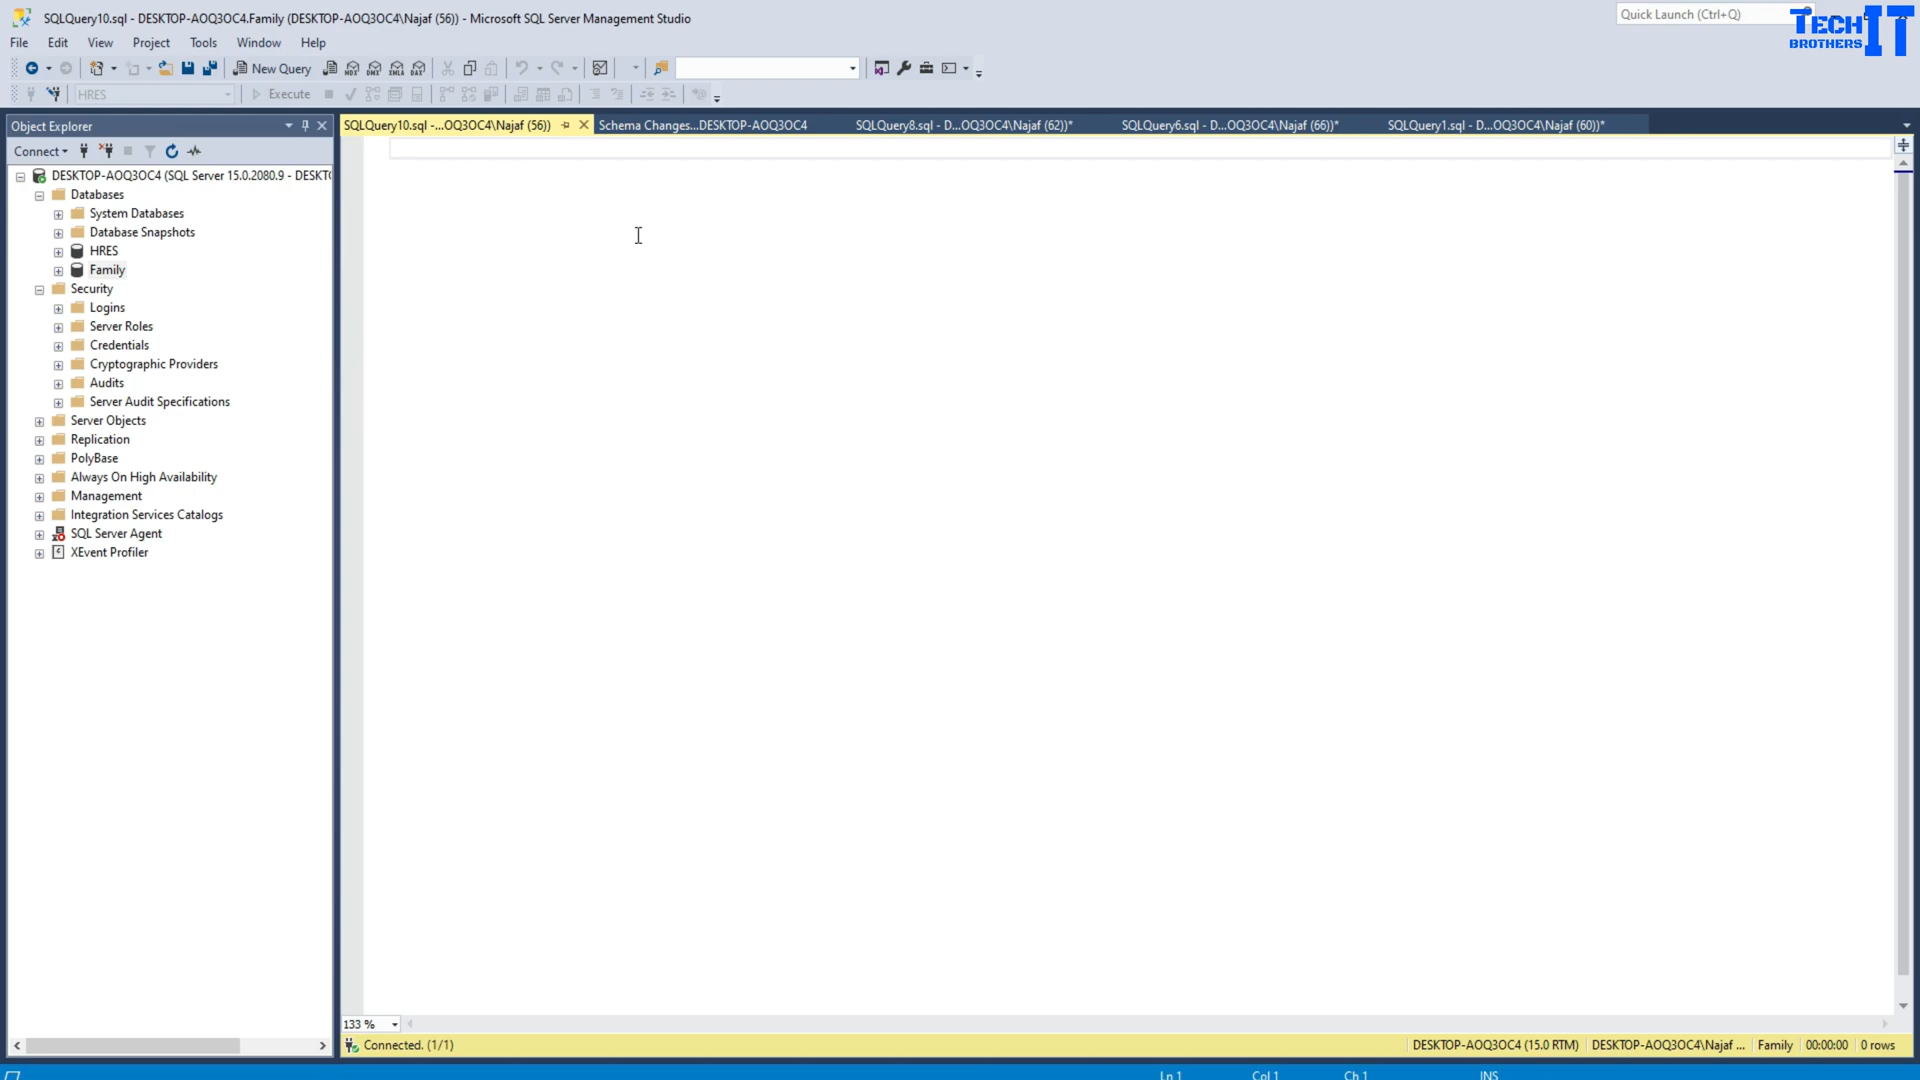 SQLQuery10.sql - DESKTOP-AOQ3OC4.Family (DESKTOP-AOQ3OC4\Najaf (56)) - Microsoft SQL Server Management Studio
Quick Launch (Ctrl+Q)
TECH IT
BROTHERS
File Edit View Project Tools Window Help
New Query
MDX DMX XMLA DAX
HRES
Execute
Object Explorer
SQLQuery10.sql -...OQ3OC4\Najaf (56))
Schema Changes...DESKTOP-AOQ3OC4
SQLQuery8.sql - D...OQ3OC4\Najaf (62))*
SQLQuery6.sql - D...OQ3OC4\Najaf (66))*
SQLQuery1.sql - D...OQ3OC4\Najaf (60))*
Connect
DESKTOP-AOQ3OC4 (SQL Server 15.0.2080.9 - DESKT
Databases
System Databases
Database Snapshots
HRES
Family
Security
Logins
Server Roles
Credentials
Cryptographic Providers
Audits
Server Audit Specifications
Server Objects
Replication
PolyBase
Always On High Availability
Management
Integration Services Catalogs
SQL Server Agent
XEvent Profiler
133 %
Connected. (1/1)
DESKTOP-AOQ3OC4 (15.0 RTM)
DESKTOP-AOQ3OC4\Najaf ...
Family
00:00:00
0 rows
Ln 1
Col 1
Ch 1
INS